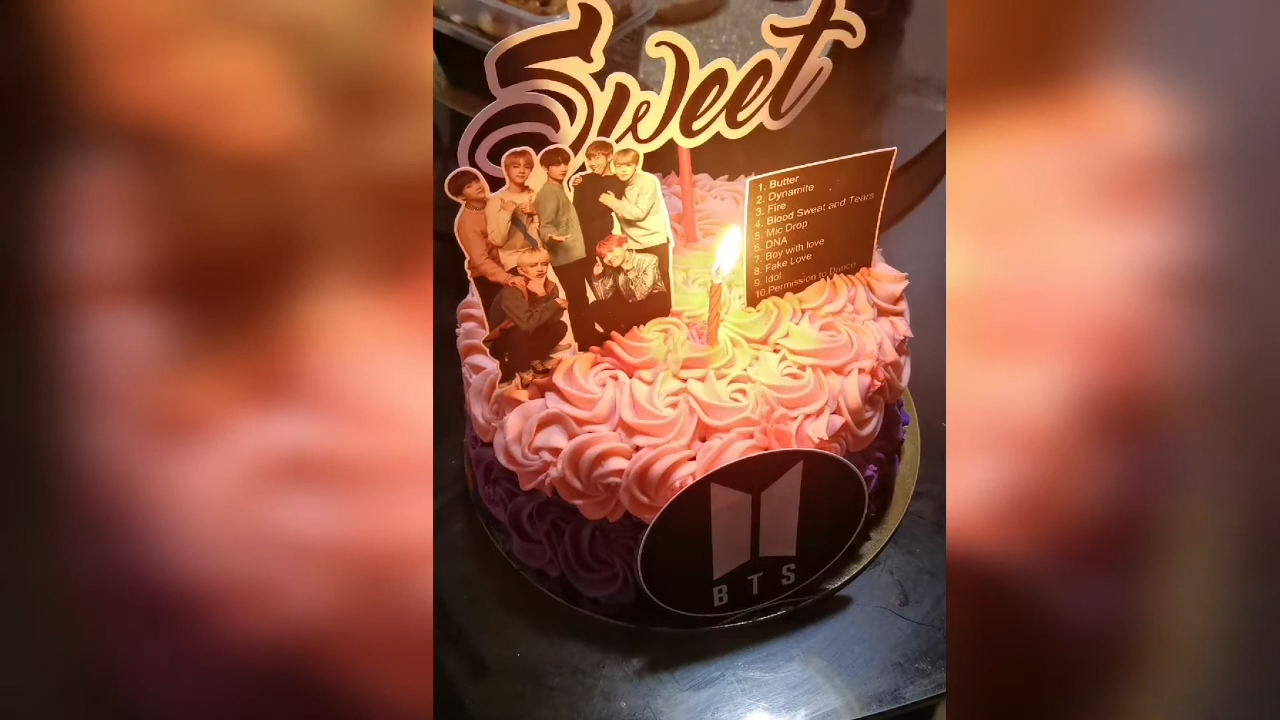 Sweet
1. Butter
2. Dynamite
3. Fire
4. Blood Sweat and Tears
5. Mic Drop
6. DNA
7. Boy with love
8. Fake Love
9. Idol
10.Permission to Dance
BTS